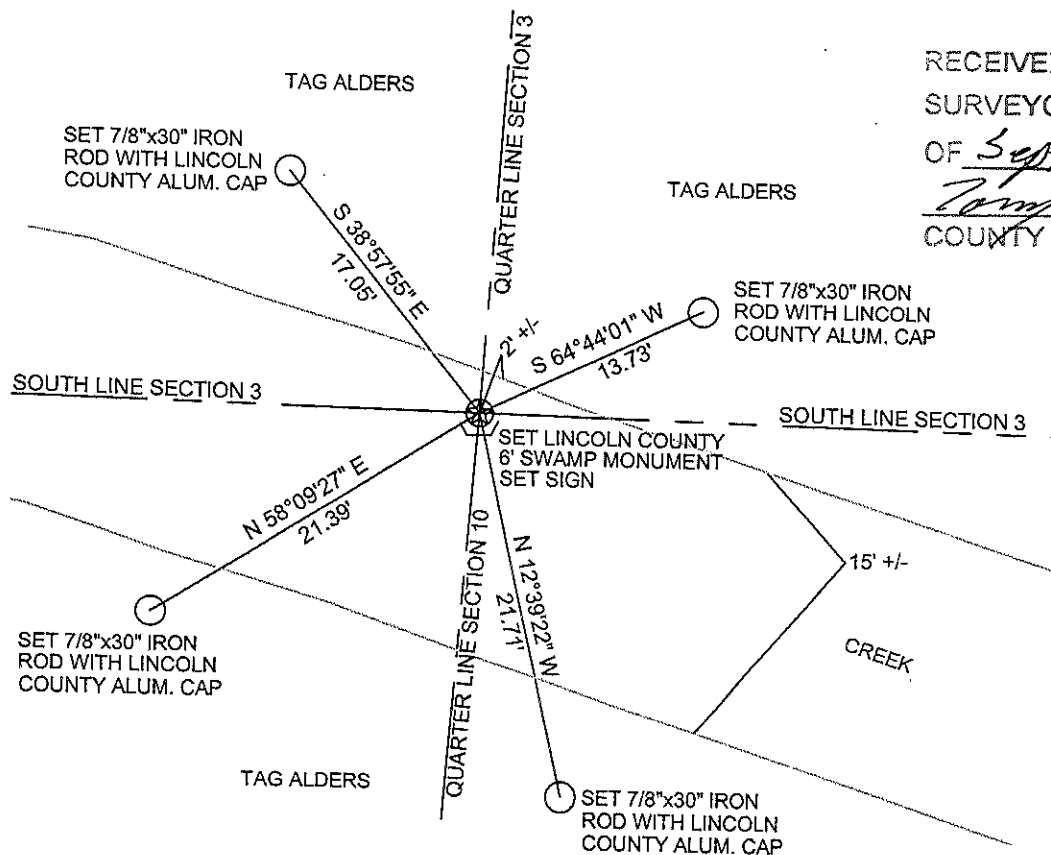 QUARTER LINE SECTION 3
TAG ALDERS
RECEIVE
SURVEYO
OF Sep
COUNTY
SET 7/8"x30" IRON
ROD WITH LINCOLN
COUNTY ALUM. CAP
TAG ALDERS
S 38°57'55" E
17.05'
2' +/-
S 64°44'01" W
13.73'
SET 7/8"x30" IRON
ROD WITH LINCOLN
COUNTY ALUM. CAP
SOUTH LINE SECTION 3
SOUTH LINE SECTION 3
SET LINCOLN COUNTY
6' SWAMP MONUMENT
SET SIGN
N 58°09'27" E
21.39'
QUARTER LINE SECTION 10
N 12°39'22" W
21.71'
15' +/-
CREEK
SET 7/8"x30" IRON
ROD WITH LINCOLN
COUNTY ALUM. CAP
TAG ALDERS
SET 7/8"x30" IRON
ROD WITH LINCOLN
COUNTY ALUM. CAP